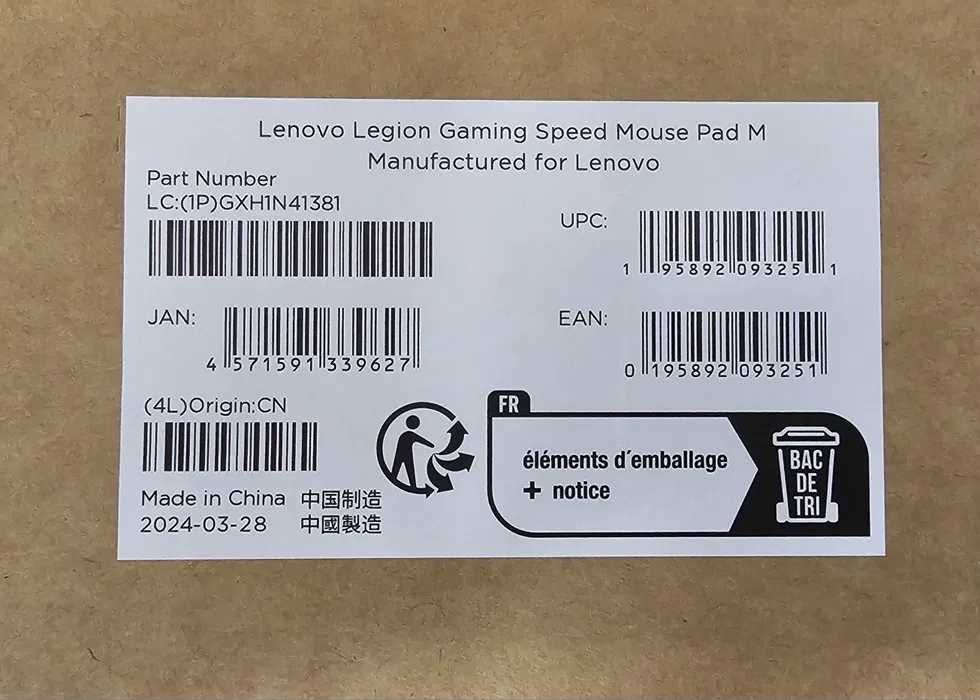 Lenovo Legion Gaming Speed Mouse Pad M
Manufactured for Lenovo
Part Number
LC:(1P)GXH1N41381
UPC:
1 95892 09325 1
JAN:
4 571591 339627
EAN:
0 195892 093251
(4L)Origin:CN
Made in China 中国制造
2024-03-28 中國製造
FR
éléments d´emballage
+ notice
BAC
DE
TRI